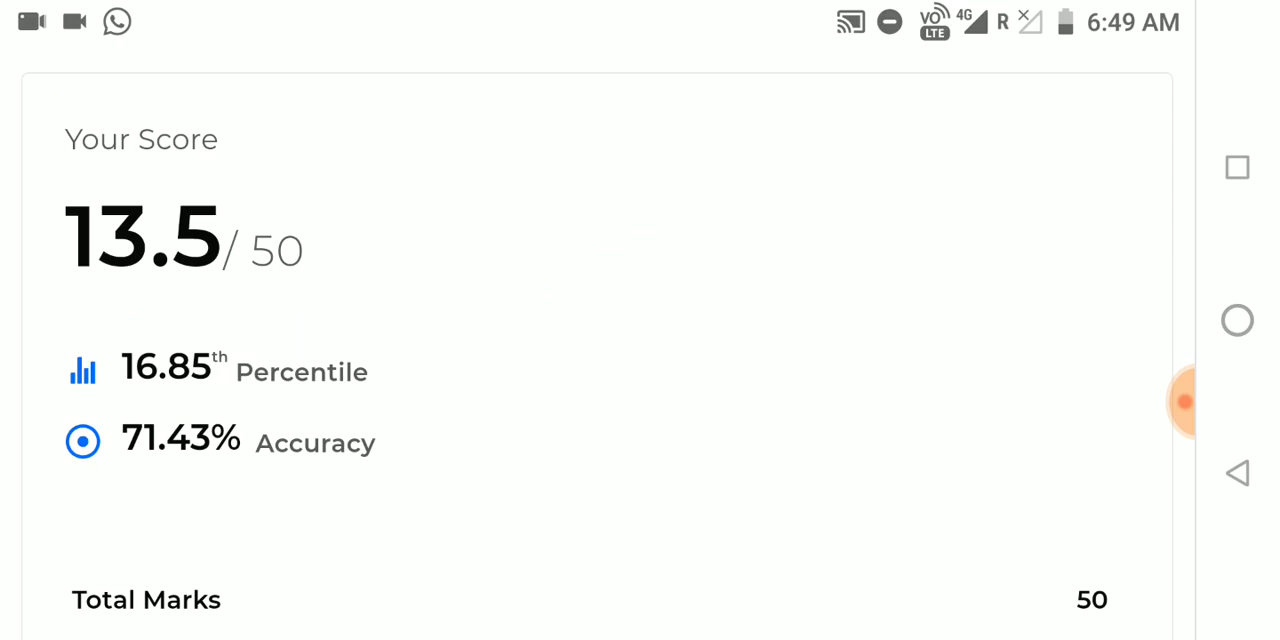 VO LTE 4G R 6:49 AM
Your Score
13.5/ 50
16.85th Percentile
71.43% Accuracy
Total Marks 50